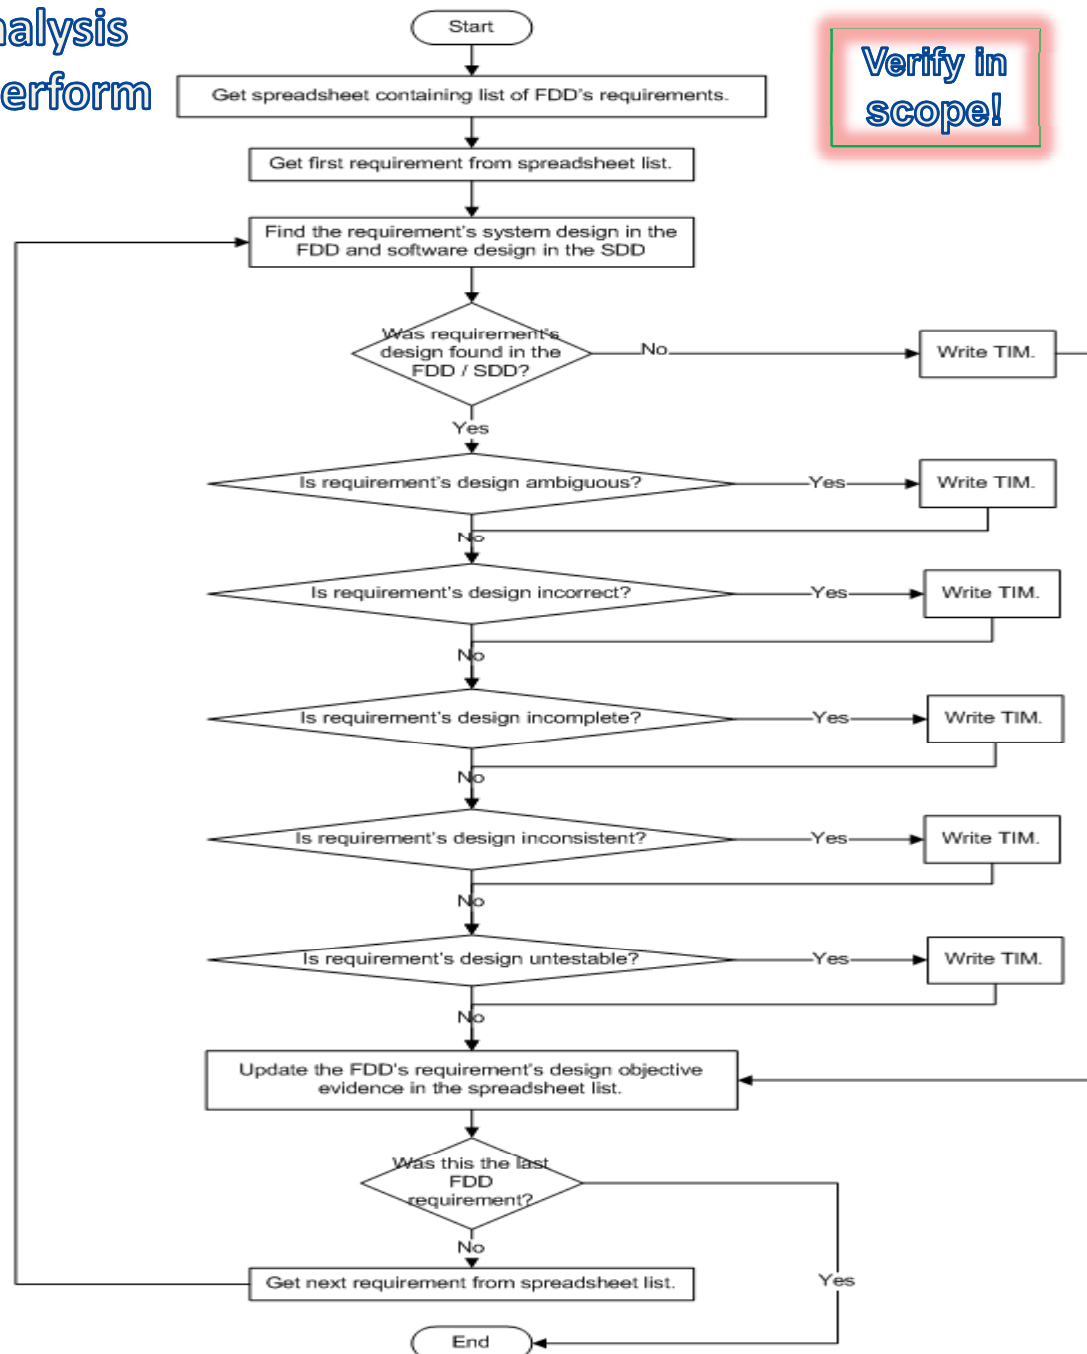 nalysis
erform
Verify in
scope!
Start
Get spreadsheet containing list of FDD's requirements.
Get first requirement from spreadsheet list.
Find the requirement's system design in the
FDD and software design in the SDD
Was requirement's
design found in the
FDD / SDD?
No
Write TIM.
Yes
Is requirement's design ambiguous?
Yes
Write TIM.
No
Is requirement's design incorrect?
Yes
Write TIM.
No
Is requirement's design incomplete?
Yes
Write TIM.
No
Is requirement's design inconsistent?
Yes
Write TIM.
No
Is requirement's design untestable?
Yes
Write TIM.
No
Update the FDD's requirement's design objective
evidence in the spreadsheet list.
Was this the last
FDD
requirement?
No
Yes
Get next requirement from spreadsheet list.
End